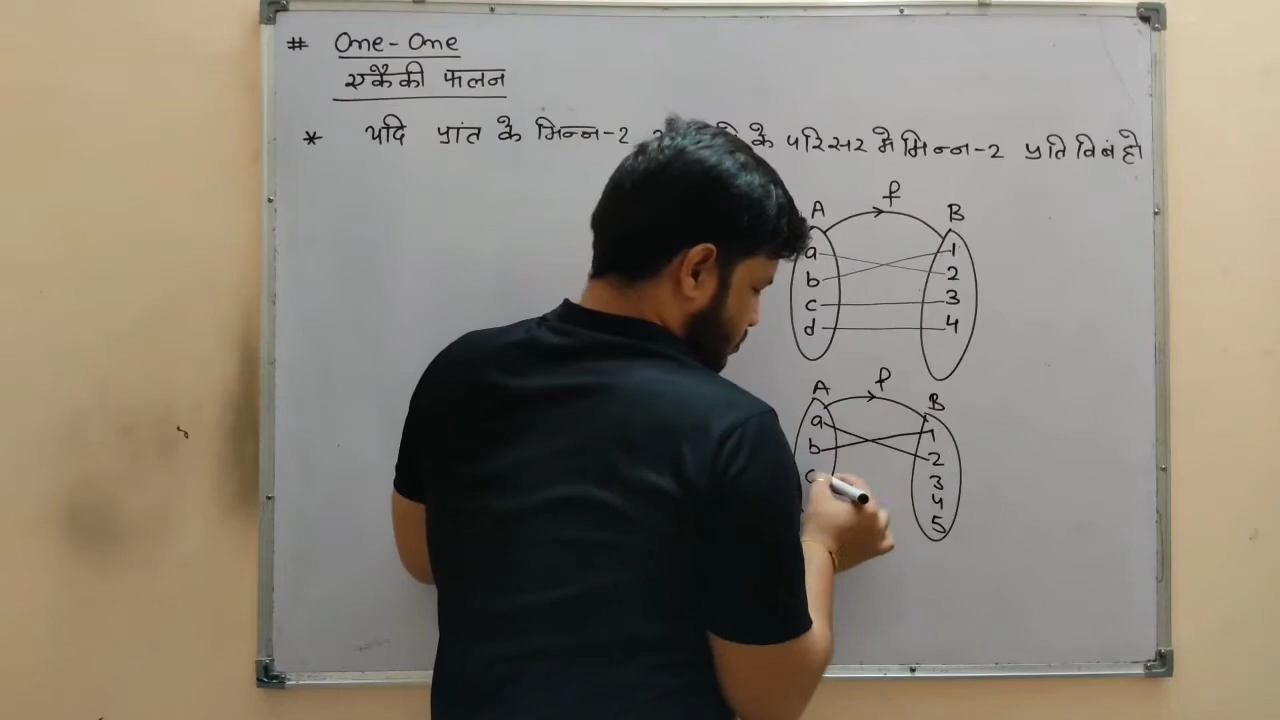 # One-One
एकैकी फलन
* यदि प्रांत के भिन्न-2 के परिसर मे भिन्न-2 प्रतिबिंब हो
f
A B
a 1
b 2
c 3
d 4
f
A B
a 1
b 2
c 3
4
5